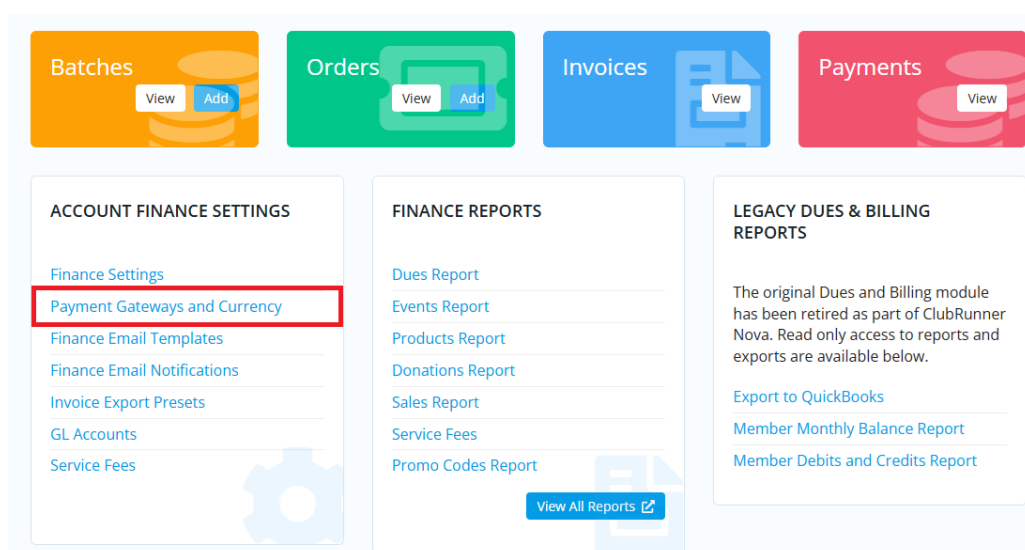 Batches
View Add
Orders
View Add
Invoices
View
Payments
View
ACCOUNT FINANCE SETTINGS
Finance Settings
Payment Gateways and Currency
Finance Email Templates
Finance Email Notifications
Invoice Export Presets
GL Accounts
Service Fees
FINANCE REPORTS
Dues Report
Events Report
Products Report
Donations Report
Sales Report
Service Fees
Promo Codes Report
View All Reports
LEGACY DUES & BILLING
REPORTS
The original Dues and Billing module
has been retired as part of ClubRunner
Nova. Read only access to reports and
exports are available below.
Export to QuickBooks
Member Monthly Balance Report
Member Debits and Credits Report